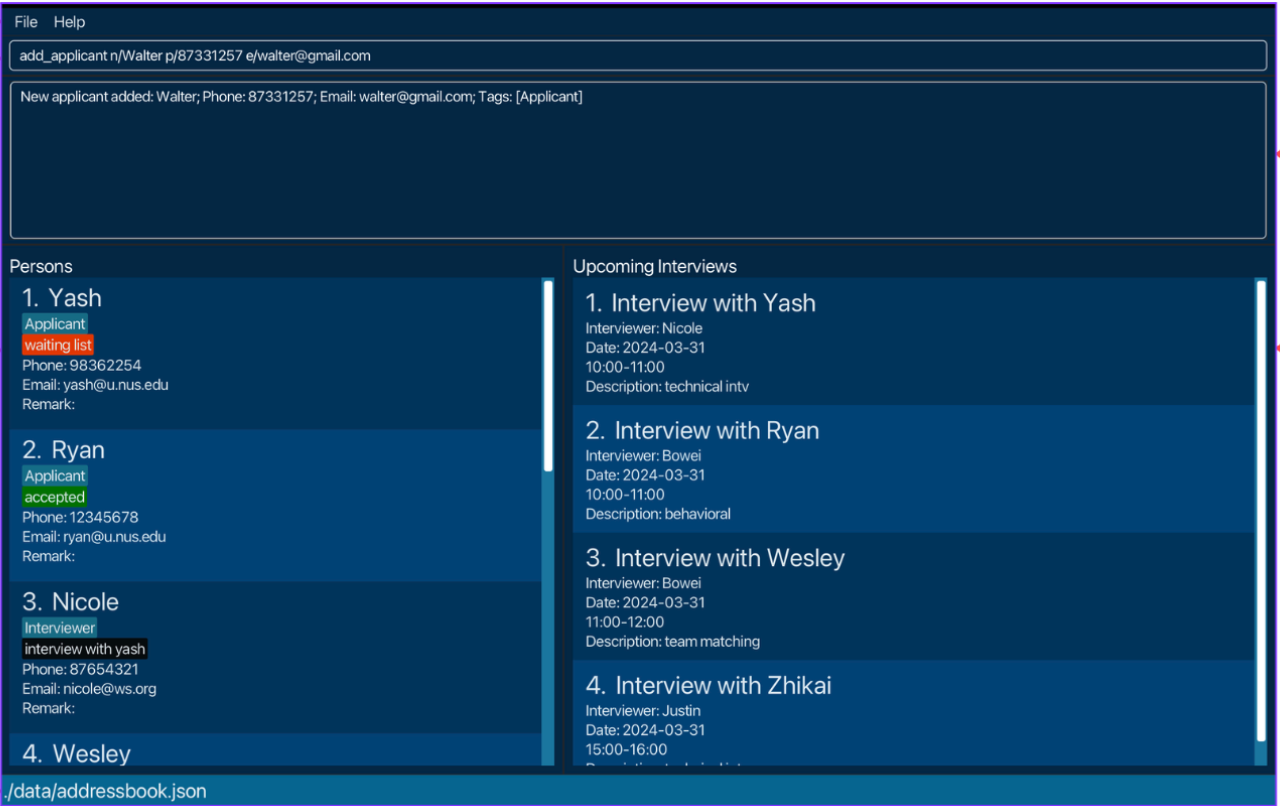 File Help
add_applicant n/Walter p/87331257 e/walter@gmail.com
New applicant added: Walter; Phone: 87331257; Email: walter@gmail.com; Tags: [Applicant]
Persons
1. Yash
Applicant
waiting list
Phone: 98362254
Email: yash@u.nus.edu
Remark:
2. Ryan
Applicant
accepted
Phone: 12345678
Email: ryan@u.nus.edu
Remark:
3. Nicole
Interviewer
interview with yash
Phone: 87654321
Email: nicole@ws.org
Remark:
4. Wesley
Upcoming Interviews
1. Interview with Yash
Interviewer: Nicole
Date: 2024-03-31
10:00-11:00
Description: technical intv
2. Interview with Ryan
Interviewer: Bowei
Date: 2024-03-31
10:00-11:00
Description: behavioral
3. Interview with Wesley
Interviewer: Bowei
Date: 2024-03-31
11:00-12:00
Description: team matching
4. Interview with Zhikai
Interviewer: Justin
Date: 2024-03-31
15:00-16:00
./data/addressbook.json